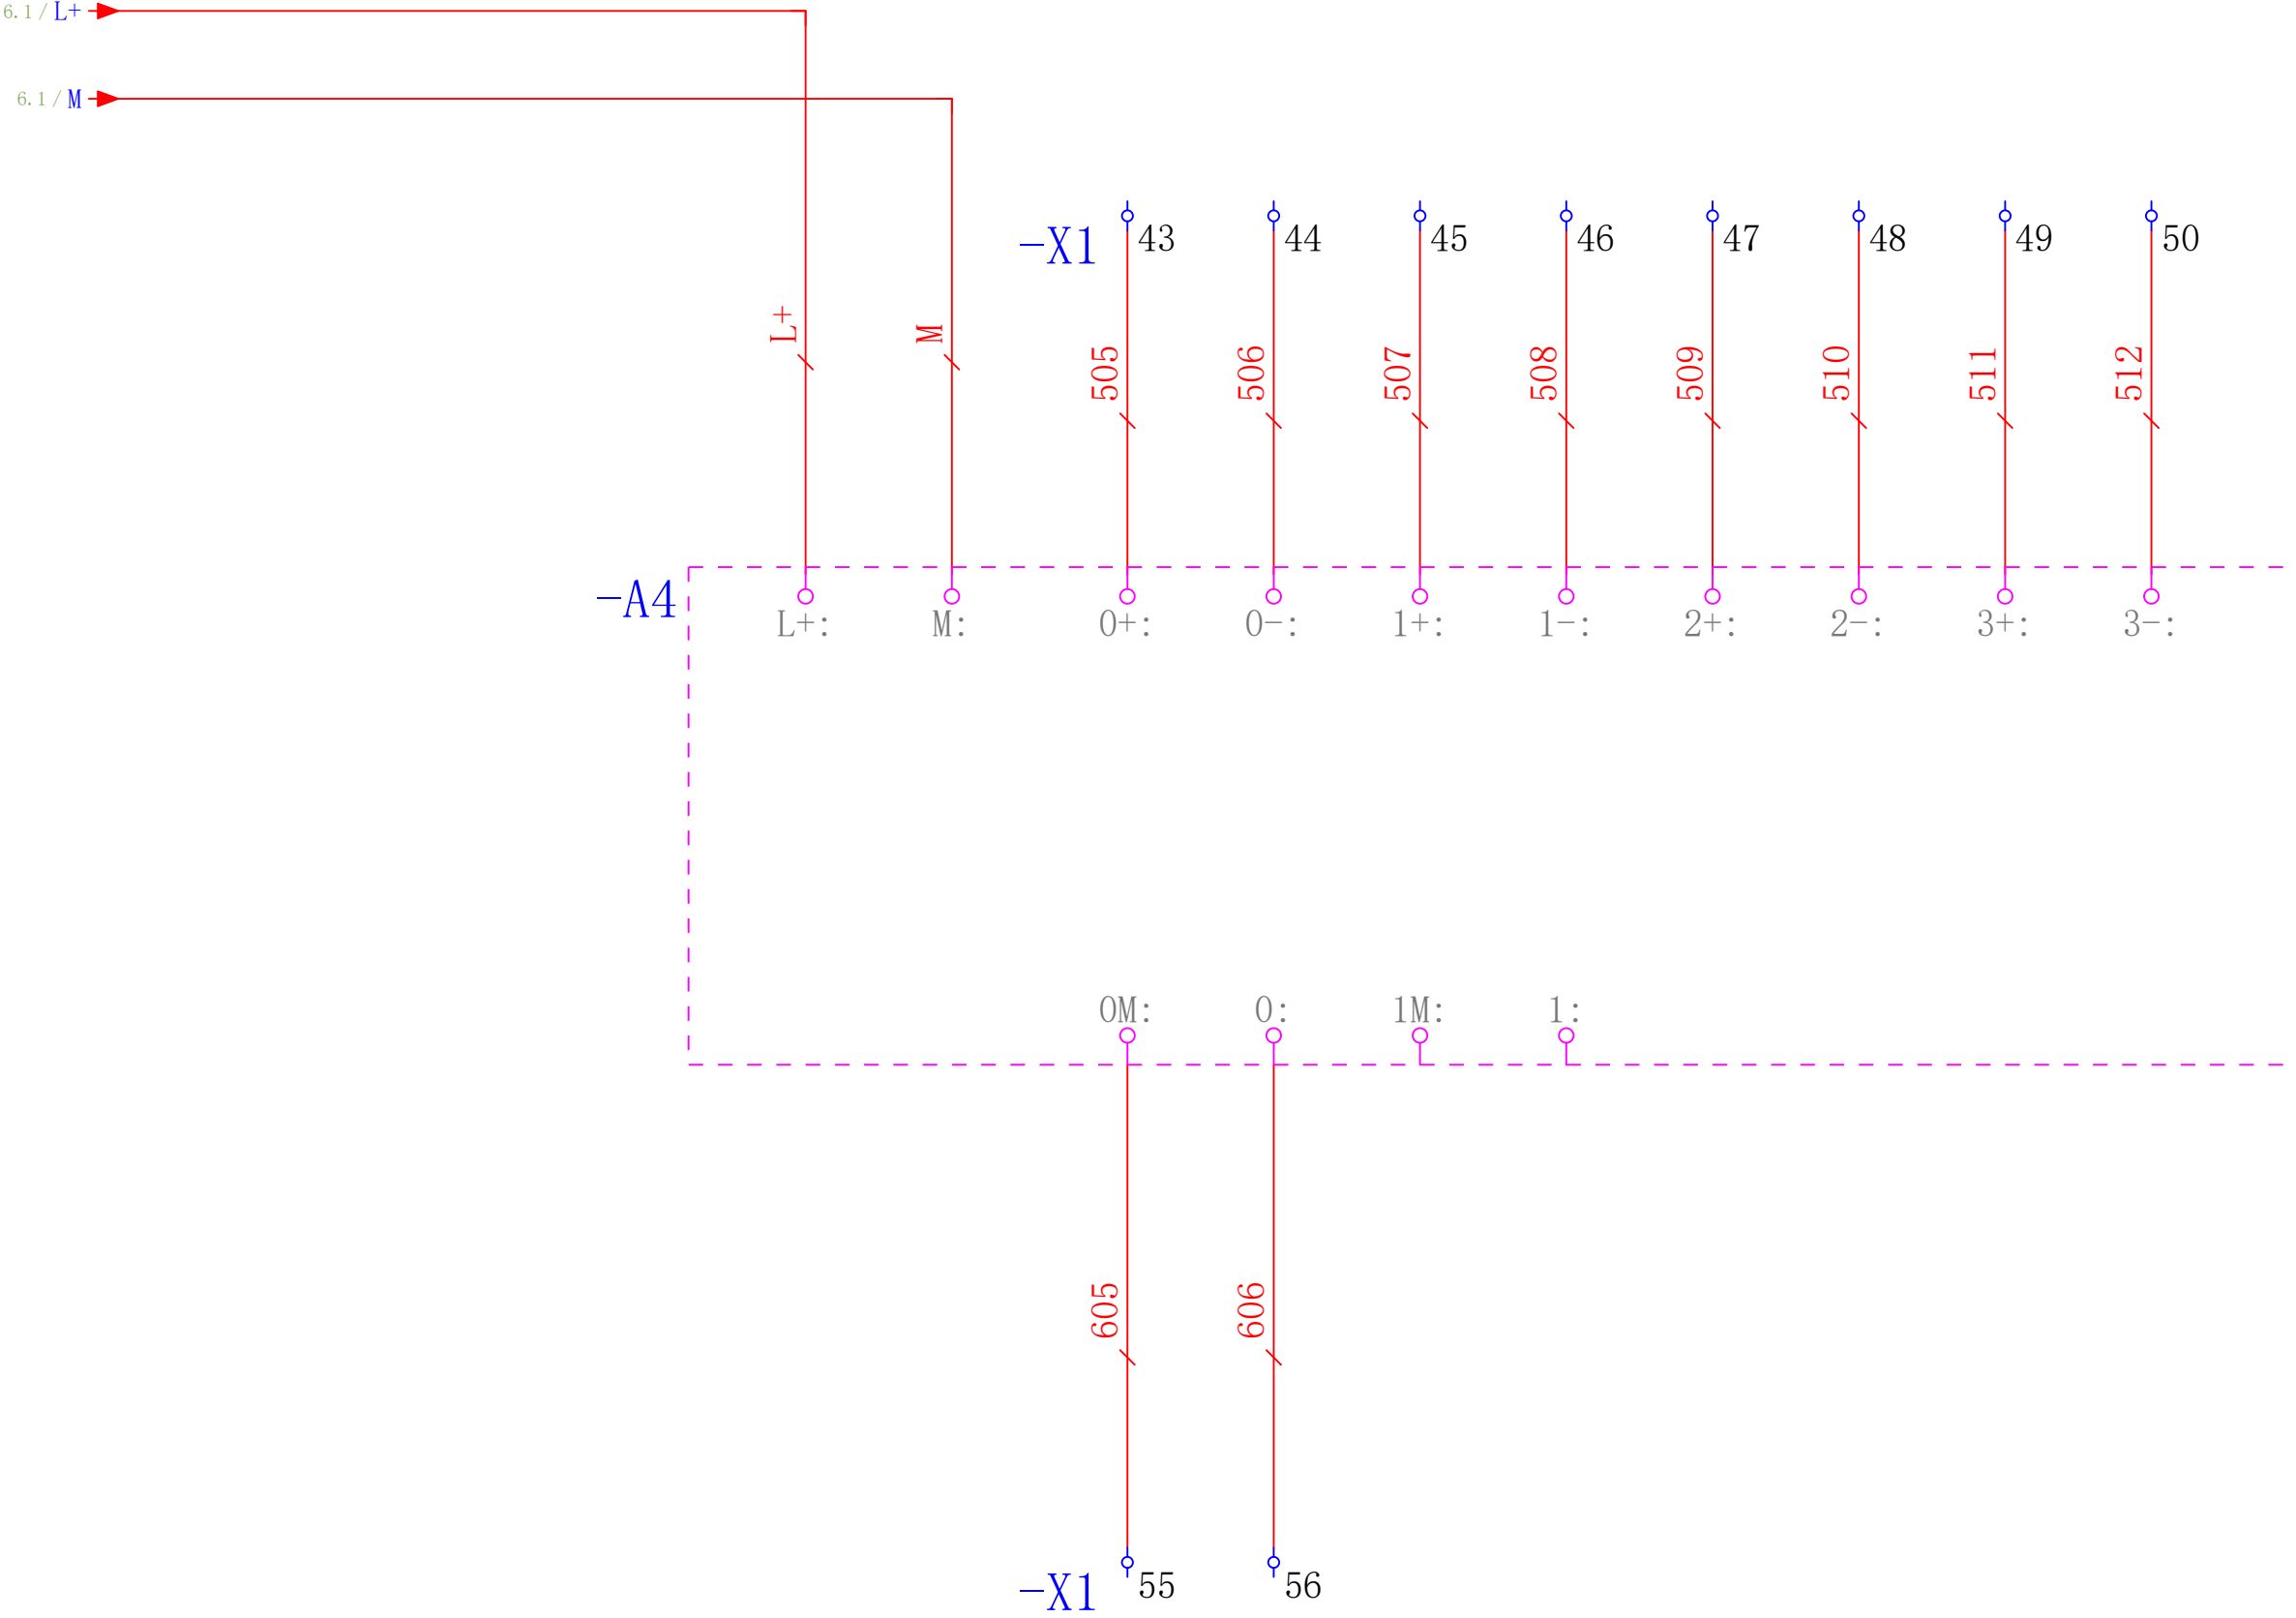 6.1/L+
6.1/M
-X1 43 44 45 46 47 48 49 50
L+ M 505 506 507 508 509 510 511 512
-A4
L+: M: 0+: 0-: 1+: 1-: 2+: 2-: 3+: 3-:
0M: 0: 1M: 1:
605 606
-X1 55 56